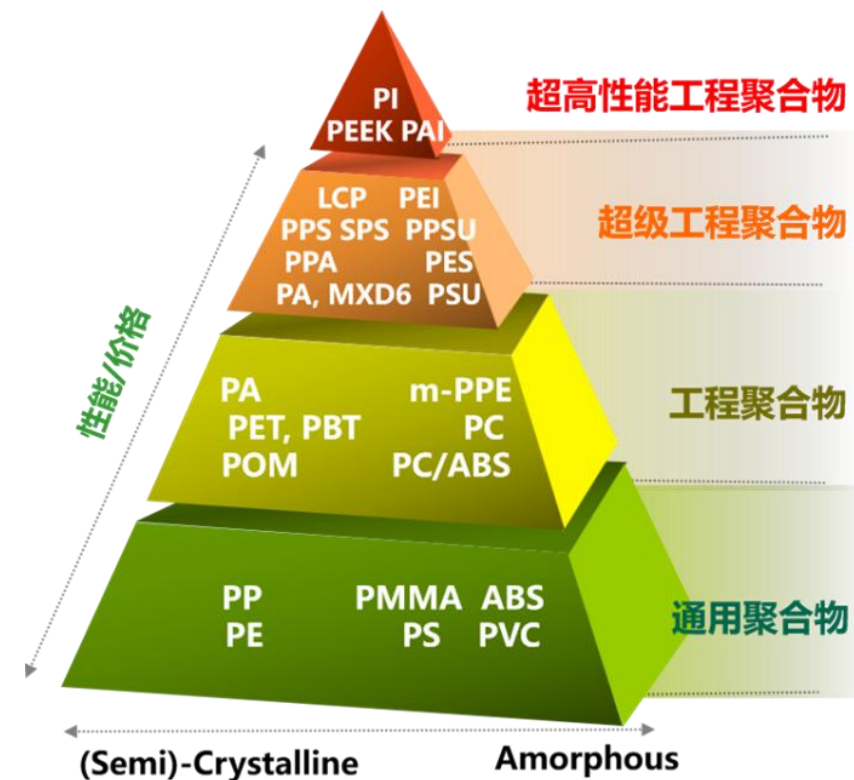 PI
PEEK PAI
超高性能工程聚合物
LCP PEI
PPS SPS PPSU
PPA PES
PA, MXD6 PSU
超级工程聚合物
性能/价格
PA m-PPE
PET, PBT PC
POM PC/ABS
工程聚合物
PP PMMA ABS
PE PS PVC
通用聚合物
(Semi)-Crystalline Amorphous